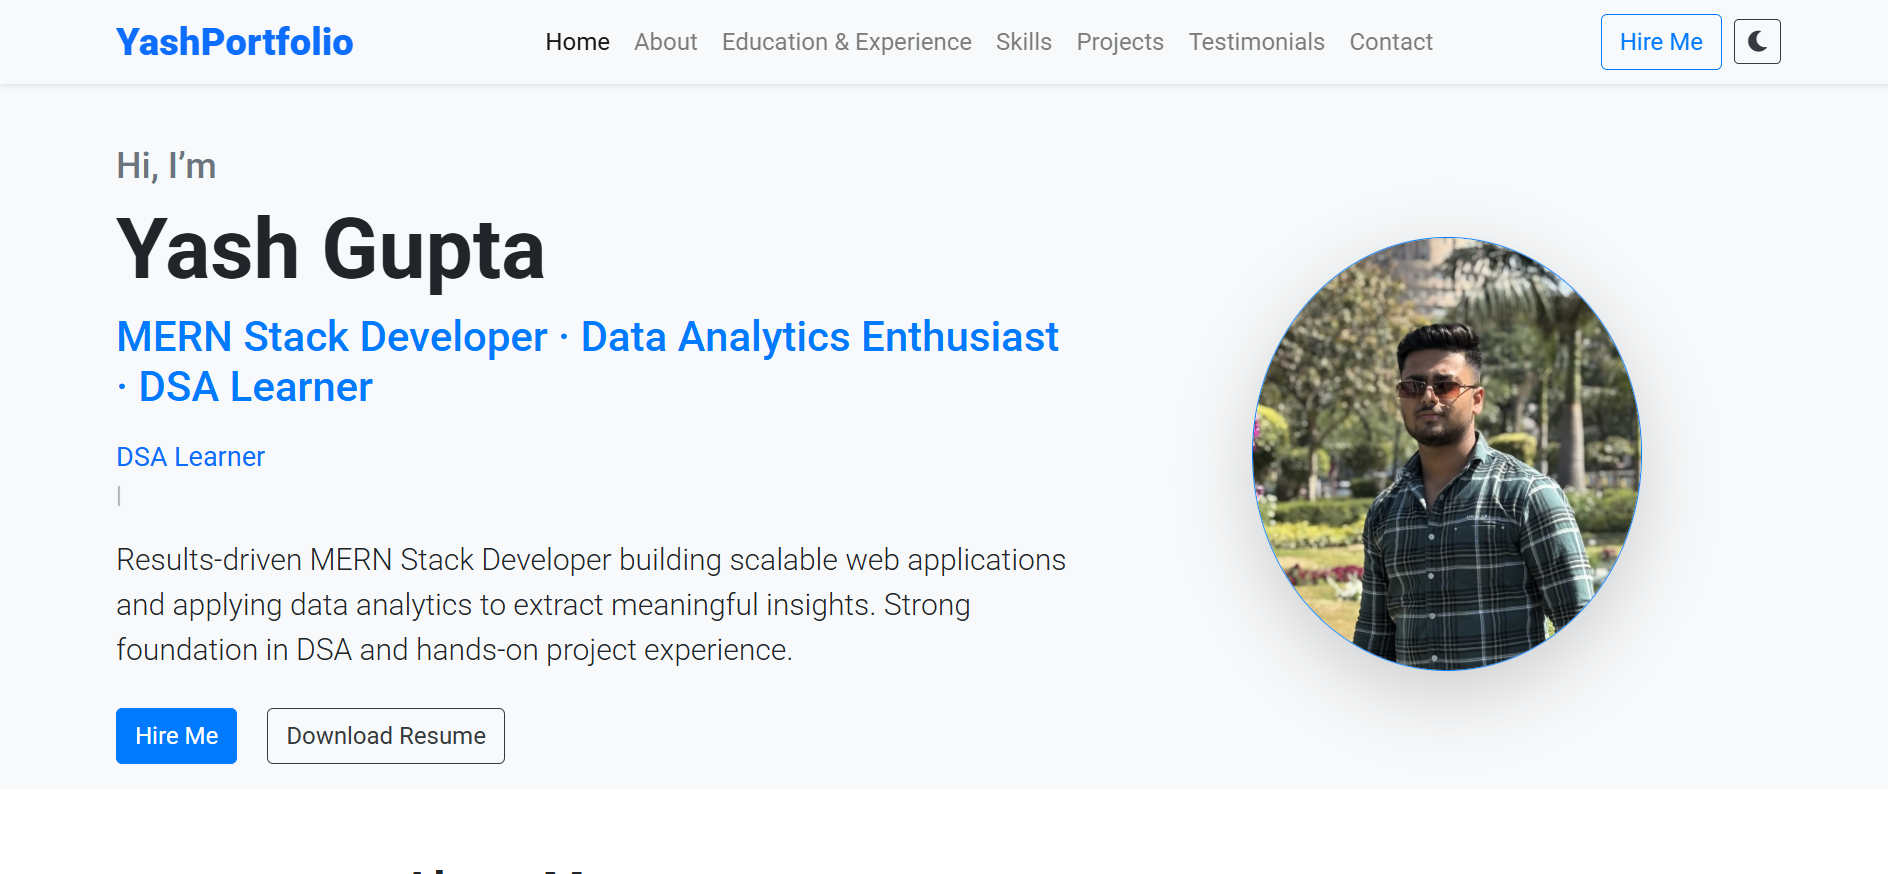 YashPortfolio
Home About Education & Experience Skills Projects Testimonials Contact
Hire Me
Hi, I’m
Yash Gupta
MERN Stack Developer · Data Analytics Enthusiast
· DSA Learner
DSA Learner
|
Results-driven MERN Stack Developer building scalable web applications
and applying data analytics to extract meaningful insights. Strong
foundation in DSA and hands-on project experience.
Hire Me
Download Resume